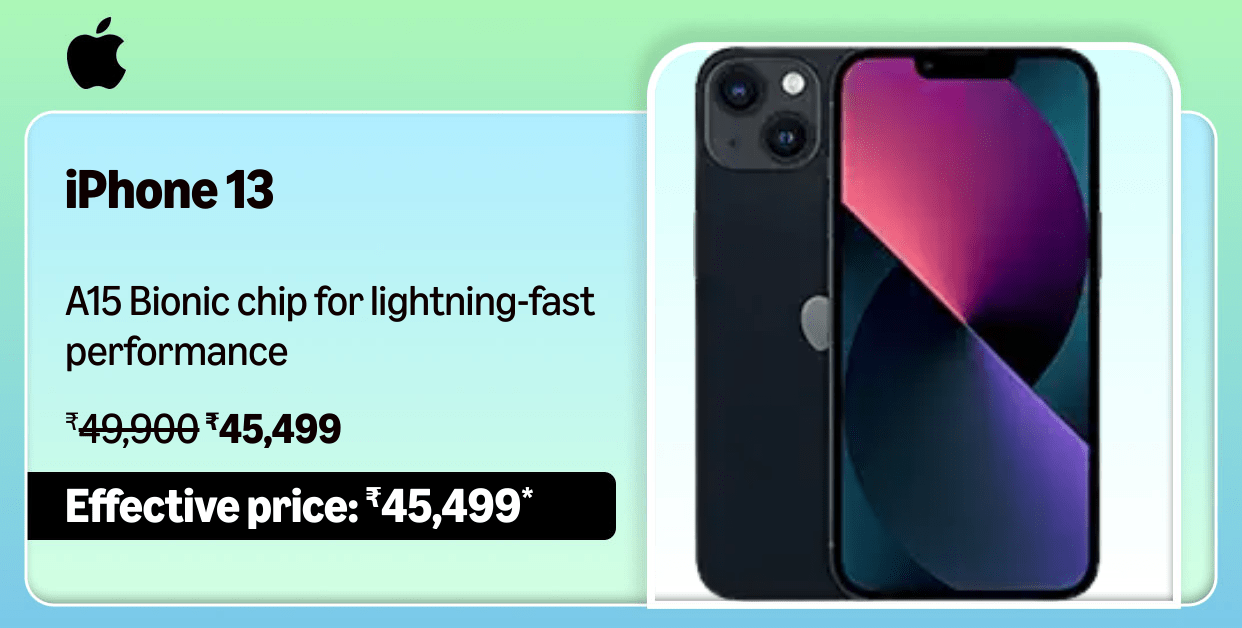 iPhone 13
A15 Bionic chip for lightning-fast
performance
₹49,900 ₹45,499
Effective price: ₹45,499*